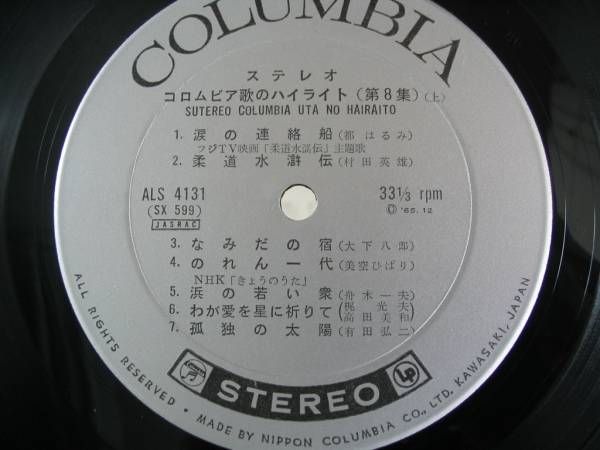 COLUMBIA
ステレオ
コロムビア歌のハイライト（第8集）（上）
SUTEREO COLUMBIA UTA NO HAIRAITO
1. 涙の連絡船（都はるみ）
フジTV映画「柔道水滸伝」主題歌
2. 柔道水滸伝（村田英雄）
ALS 4131
(SX 599)
JASRAC
33⅓ rpm
© '65.12
3. なみだの宿（大下八郎）
4. のれん一代（美空ひばり）
NHK「きょうのうた」
5. 浜の若い衆（舟木一夫）
6. わが愛を星に祈りて（梶光夫 高田美和）
7. 孤独の太陽（有田弘二）
STEREO
LP
ALL RIGHTS RESERVED • MADE BY NIPPON COLUMBIA CO., LTD. KAWASAKI, JAPAN